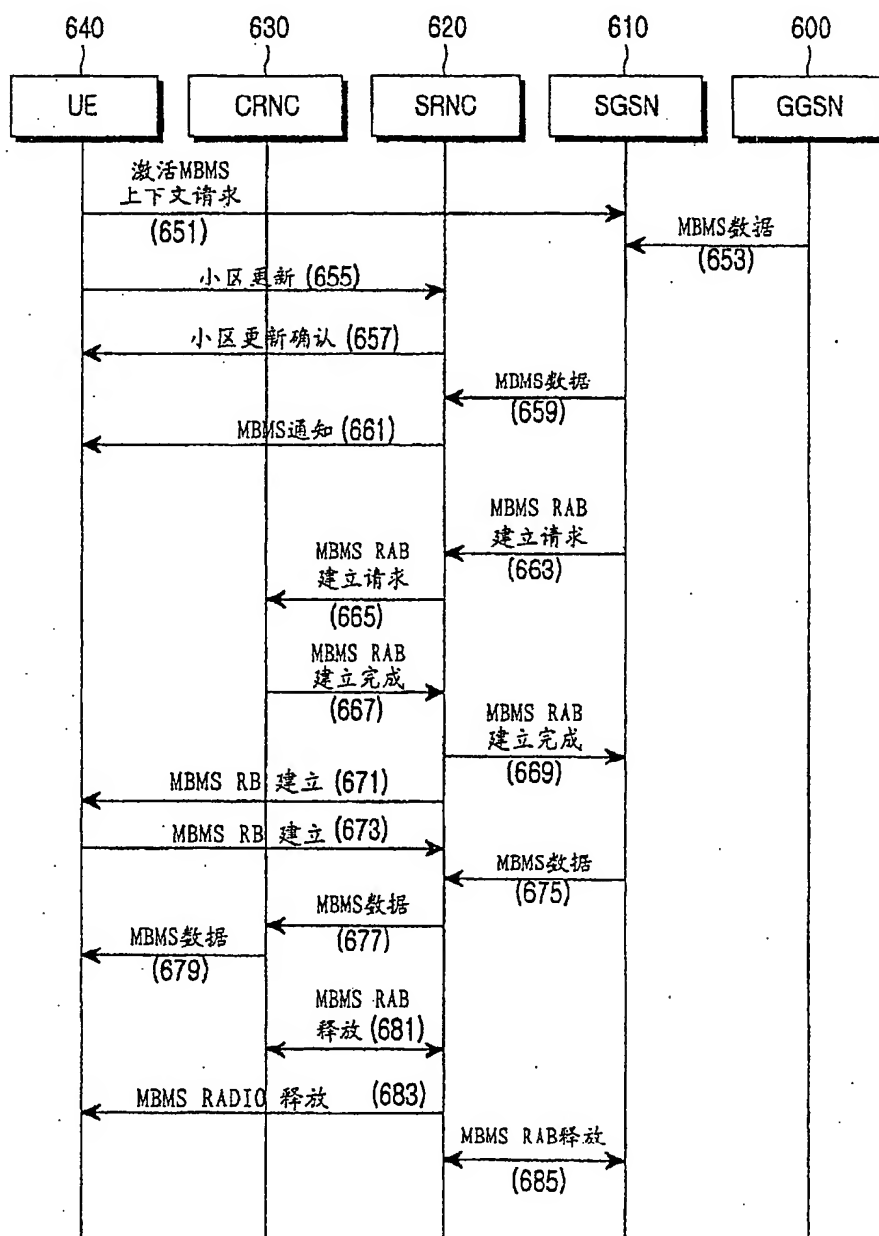 640 630 620 610 600
UE CRNC SRNC SGSN GGSN
激活MBMS
上下文请求
(651)
MBMS数据
(653)
小区更新 (655)
小区更新确认 (657)
MBMS数据
(659)
MBMS通知 (661)
MBMS RAB
建立请求
(663)
MBMS RAB
建立请求
(665)
MBMS RAB
建立完成
(667)
MBMS RAB
建立完成
(669)
MBMS RB 建立 (671)
MBMS RB 建立 (673)
MBMS数据
(675)
MBMS数据
(677)
MBMS数据
(679)
MBMS RAB
释放 (681)
MBMS RADIO 释放 (683)
MBMS RAB释放
(685)